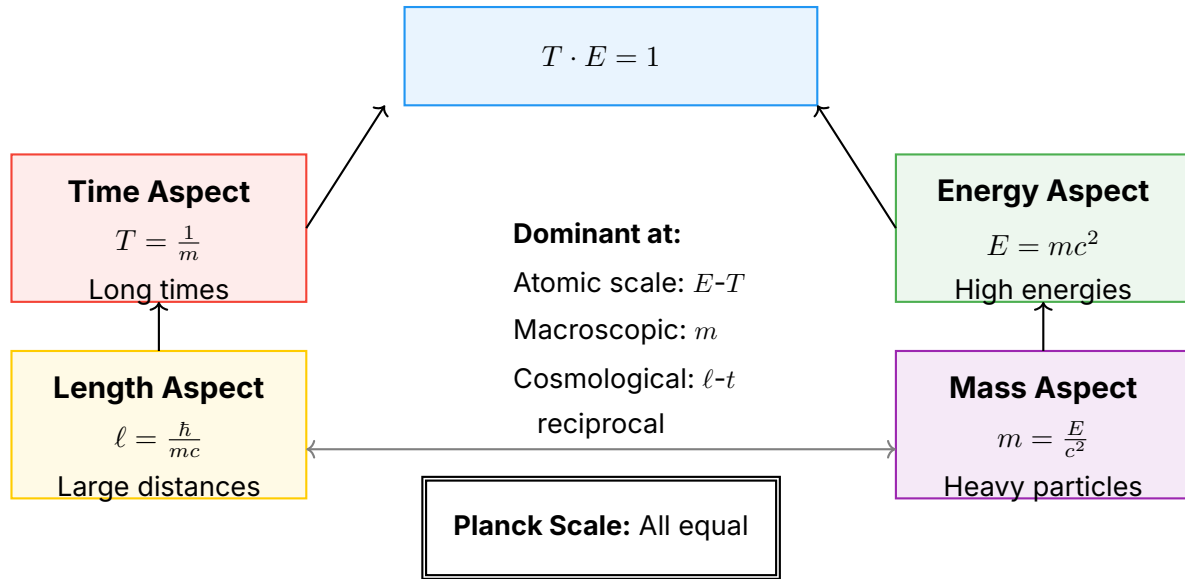 T · E = 1
Time Aspect
T = 1/m
Long times
Energy Aspect
E = mc²
High energies
Dominant at:
Atomic scale: E-T
Macroscopic: m
Cosmological: ℓ-t
reciprocal
Length Aspect
ℓ = ħ/mc
Large distances
Mass Aspect
m = E/c²
Heavy particles
Planck Scale: All equal